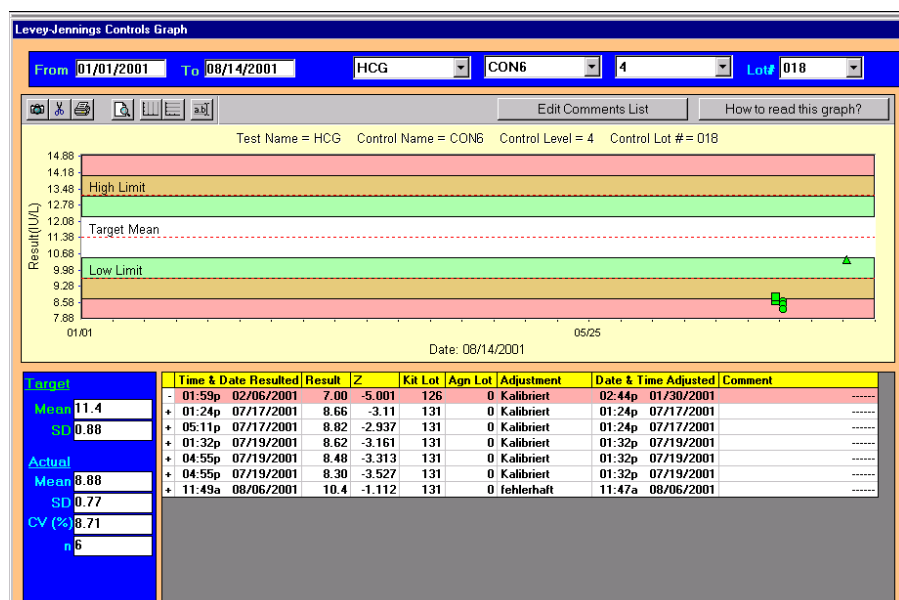 Levey-Jennings Controls Graph
From 01/01/2001 To 08/14/2001 HCG CON6 4 Lot# 018
Edit Comments List How to read this graph?
Test Name = HCG Control Name = CON6 Control Level = 4 Control Lot # = 018
Result(IU/L)
14.88
14.18
13.48 High Limit
12.78
12.08
11.38 Target Mean
10.68
9.98 Low Limit
9.28
8.58
7.88
01/01 05/25
Date: 08/14/2001
Target
Mean 11.4
SD 0.88
Actual
Mean 8.88
SD 0.77
CV (%) 8.71
n 6
Time & Date Resulted Result Z Kit Lot Agn Lot Adjustment Date & Time Adjusted Comment
- 01:59p 02/06/2001 7.00 -5.001 126 0 Kalibriert 02:44p 01/30/2001 ------
+ 01:24p 07/17/2001 8.66 -3.11 131 0 Kalibriert 01:24p 07/17/2001 ------
+ 05:11p 07/17/2001 8.82 -2.937 131 0 Kalibriert 01:24p 07/17/2001 ------
+ 01:32p 07/19/2001 8.62 -3.161 131 0 Kalibriert 01:32p 07/19/2001 ------
+ 04:55p 07/19/2001 8.48 -3.313 131 0 Kalibriert 01:32p 07/19/2001 ------
+ 04:55p 07/19/2001 8.30 -3.527 131 0 Kalibriert 01:32p 07/19/2001 ------
+ 11:49a 08/06/2001 10.4 -1.112 131 0 fehlerhaft 11:47a 08/06/2001 ------